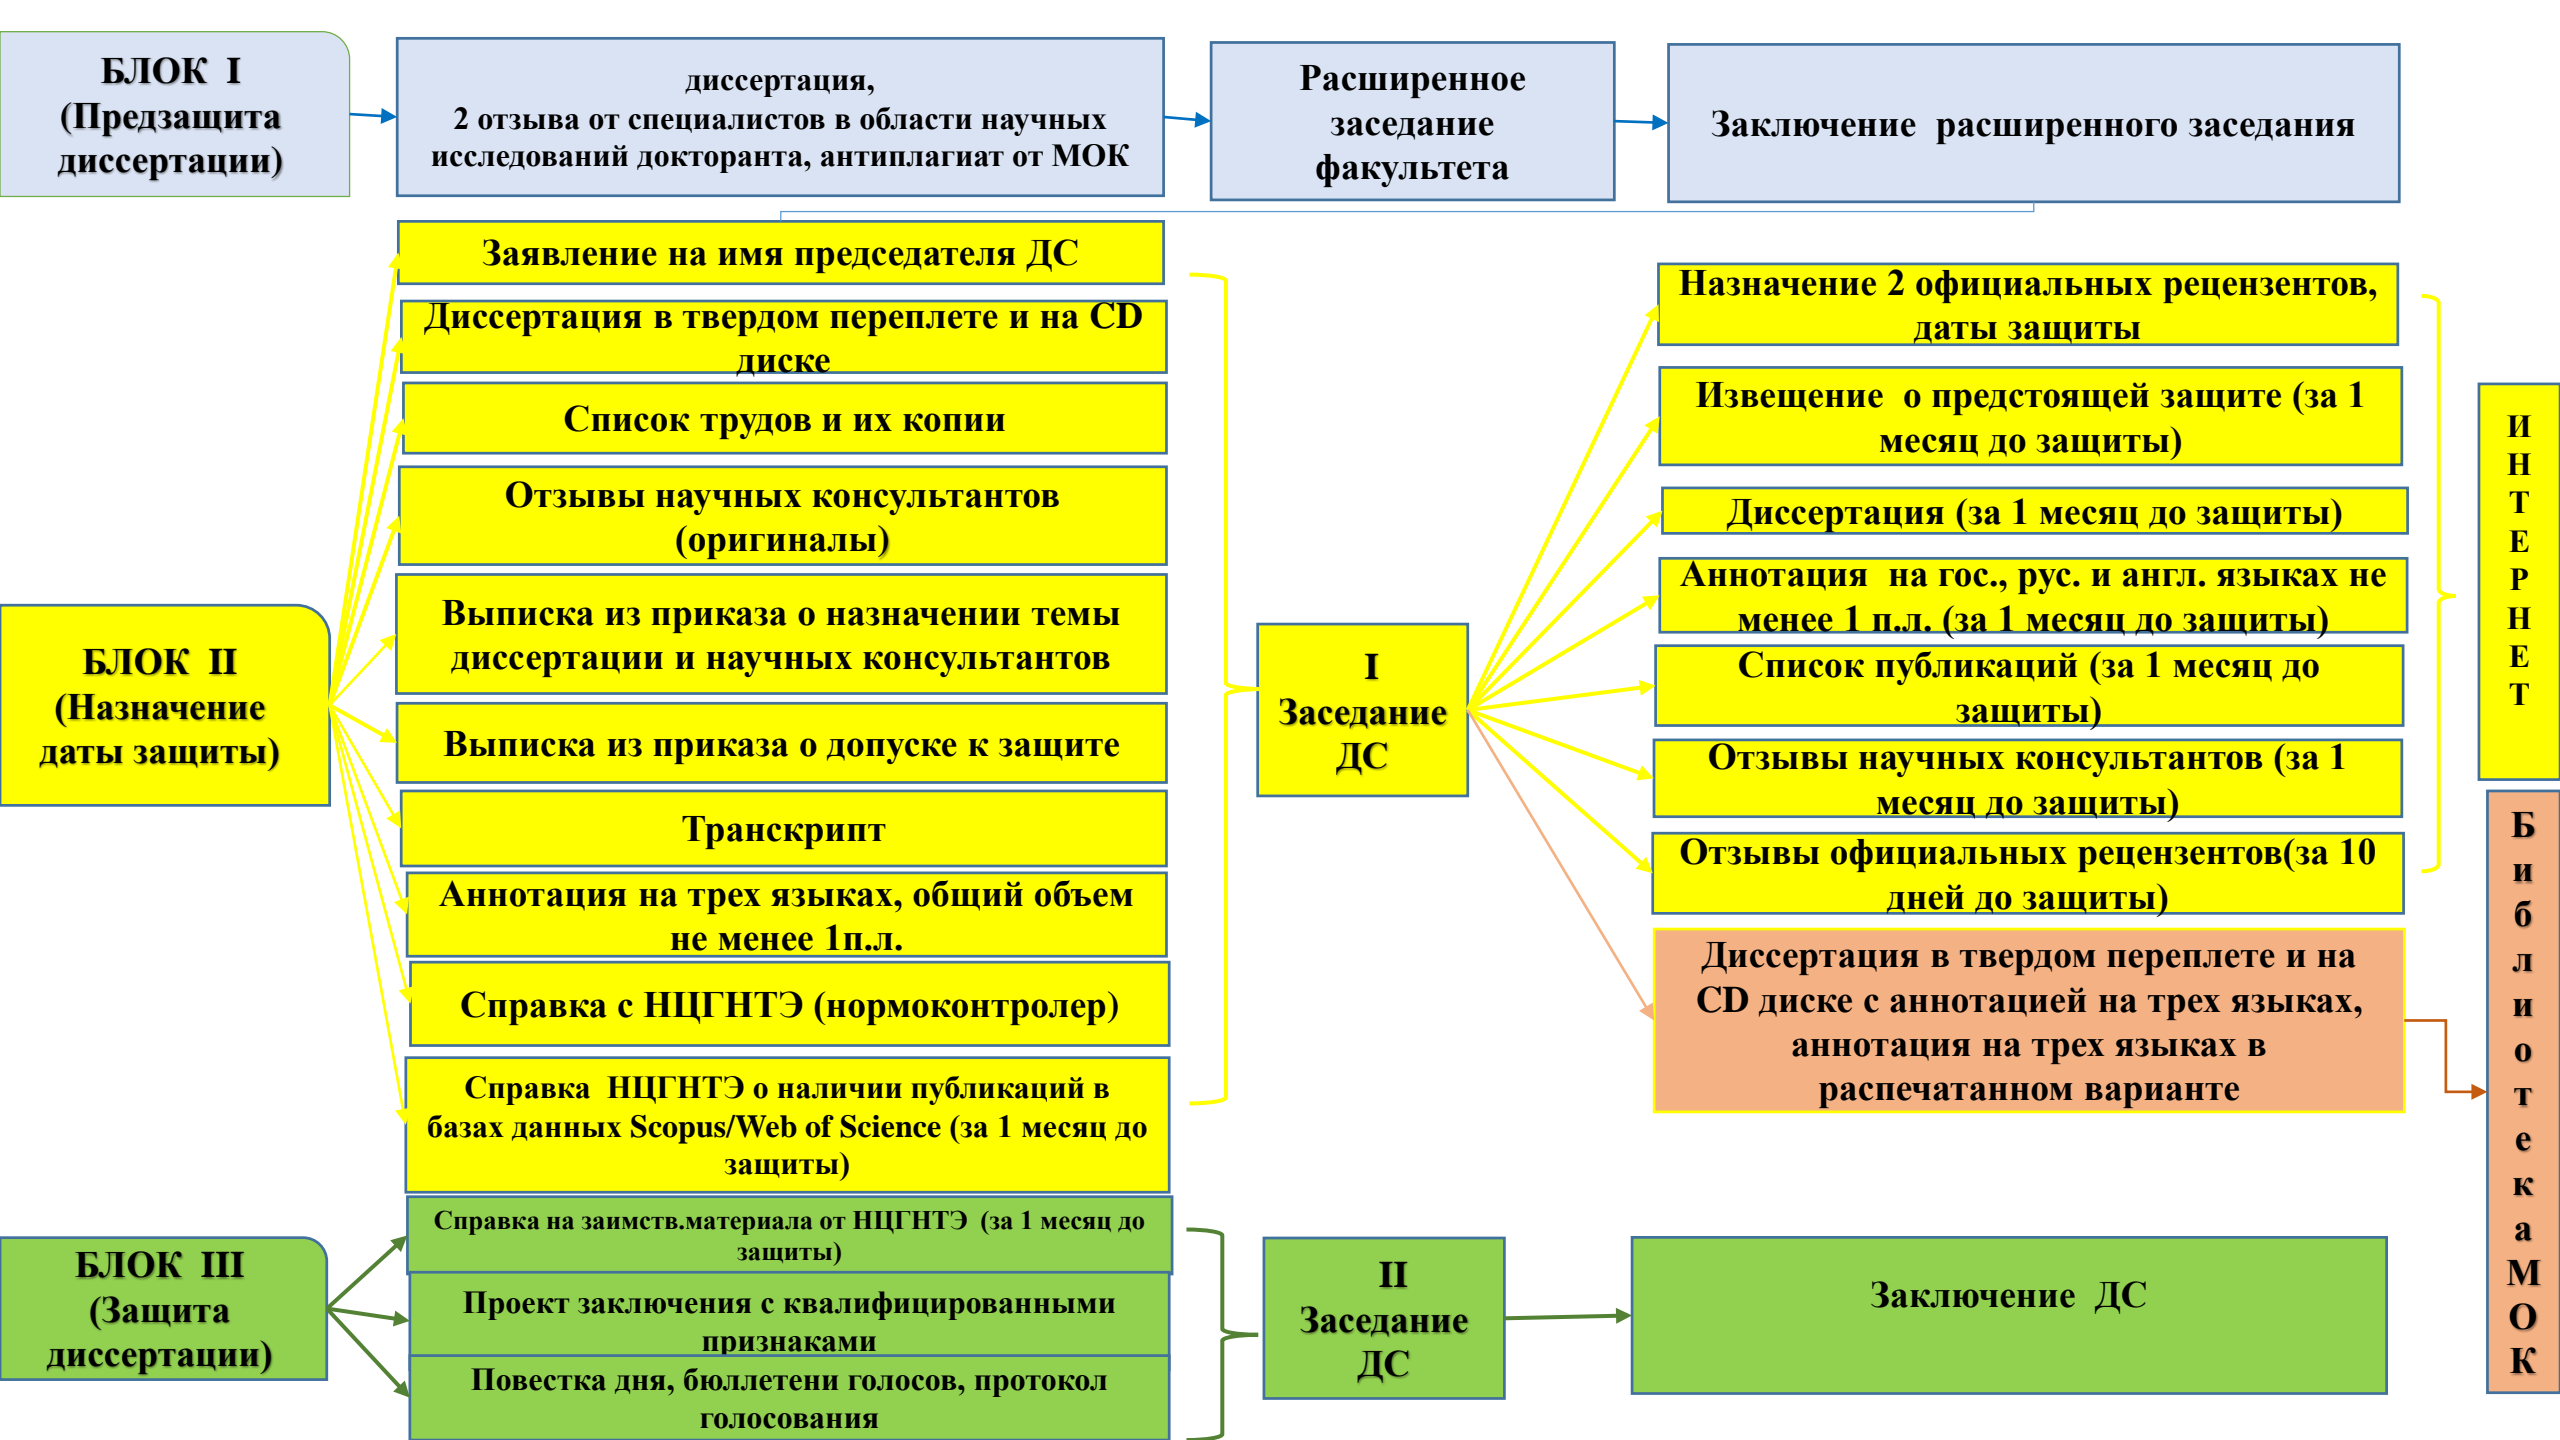 БЛОК I
(Предзащита
диссертации)
диссертация,
2 отзыва от специалистов в области научных
исследований докторанта, антиплагиат от МОК
Расширенное
заседание
факультета
Заключение расширенного заседания
БЛОК II
(Назначение
даты защиты)
Заявление на имя председателя ДС
Диссертация в твердом переплете и на CD
диске
Список трудов и их копии
Отзывы научных консультантов
(оригиналы)
Выписка из приказа о назначении темы
диссертации и научных консультантов
Выписка из приказа о допуске к защите
Транскрипт
Аннотация на трех языках, общий объем
не менее 1п.л.
Справка с НЦГНТЭ (нормоконтролер)
Справка НЦГНТЭ о наличии публикаций в
базах данных Scopus/Web of Science (за 1 месяц до
защиты)
I
Заседание
ДС
Назначение 2 официальных рецензентов,
даты защиты
Извещение о предстоящей защите (за 1
месяц до защиты)
Диссертация (за 1 месяц до защиты)
Аннотация на гос., рус. и англ. языках не
менее 1 п.л. (за 1 месяц до защиты)
Список публикаций (за 1 месяц до
защиты)
Отзывы научных консультантов (за 1
месяц до защиты)
Отзывы официальных рецензентов(за 10
дней до защиты)
Диссертация в твердом переплете и на
CD диске с аннотацией на трех языках,
аннотация на трех языках в
распечатанном варианте
И
Н
Т
Е
Р
Н
Е
Т
Б
и
б
л
и
о
т
е
к
а
М
О
К
БЛОК III
(Защита
диссертации)
Справка на заимств.материала от НЦГНТЭ (за 1 месяц до
защиты)
Проект заключения с квалифицированными
признаками
Повестка дня, бюллетени голосов, протокол
голосования
II
Заседание
ДС
Заключение ДС